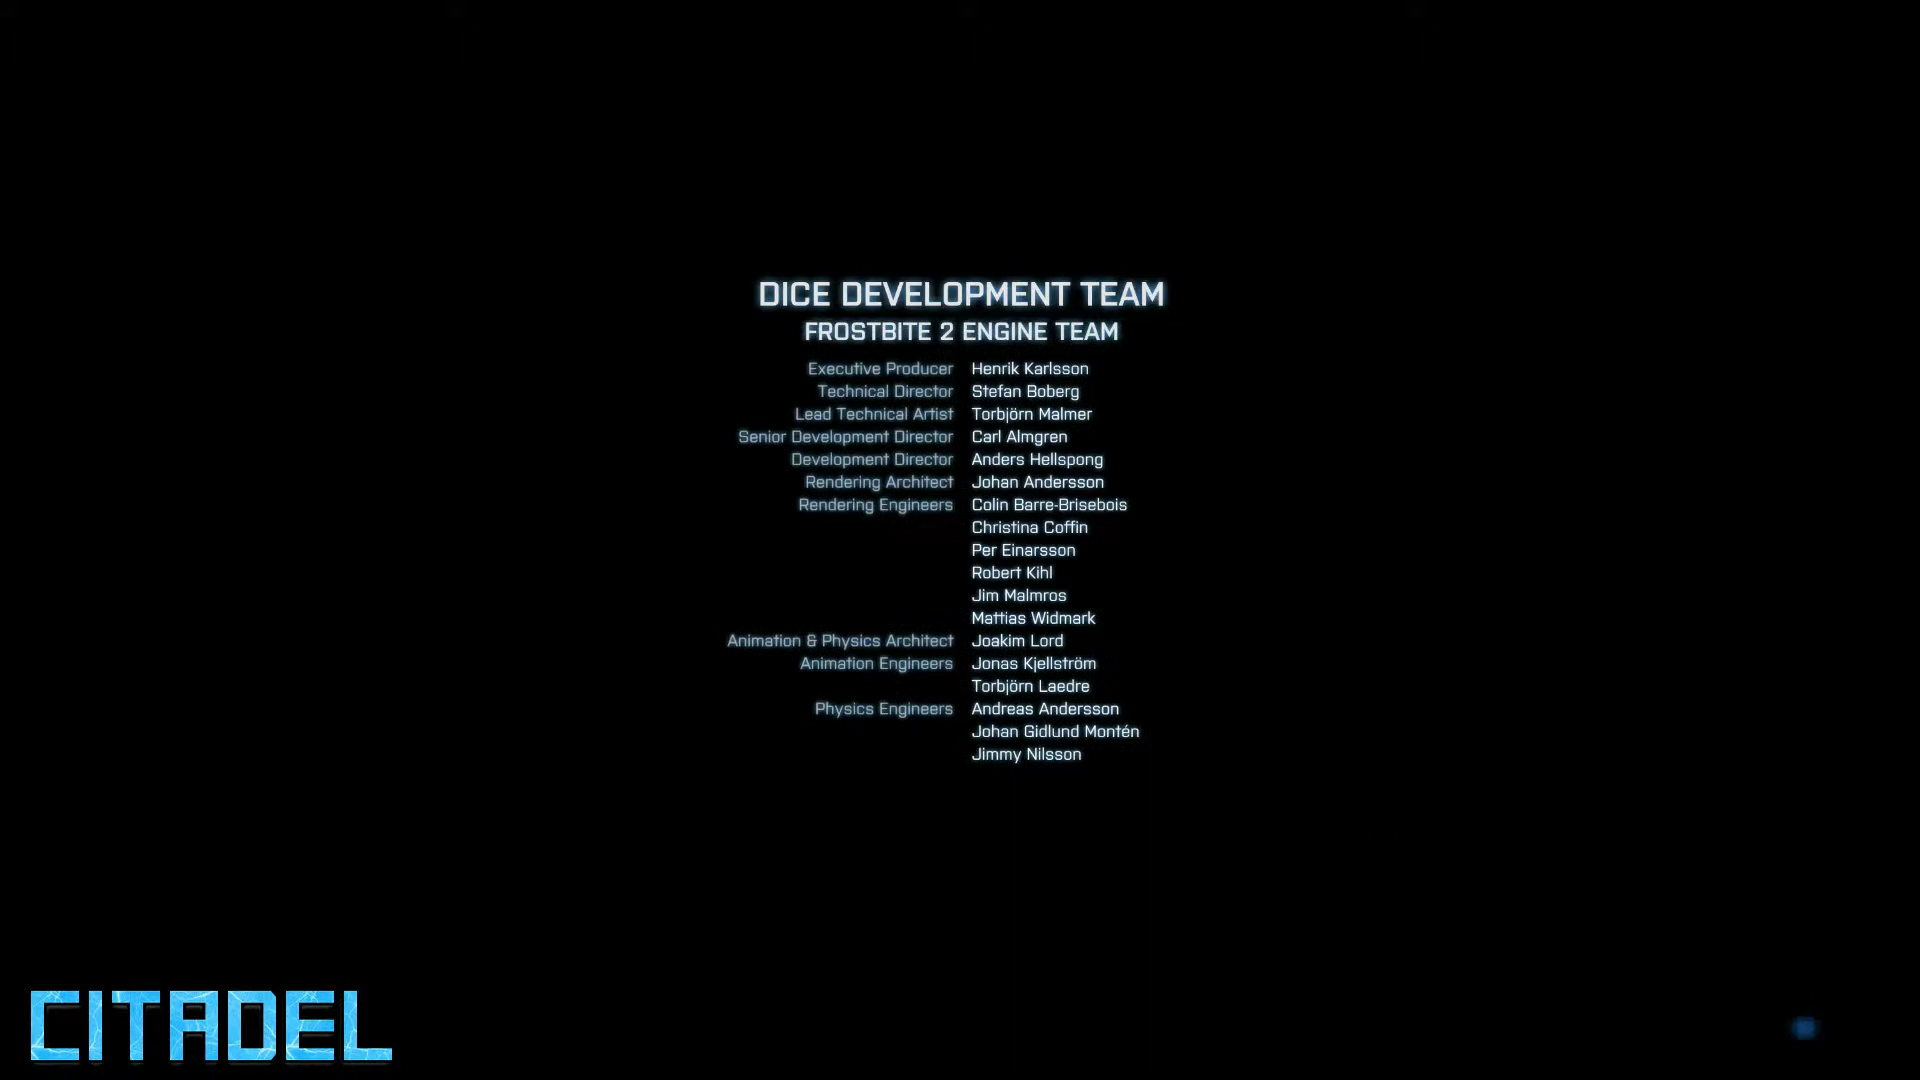 DICE DEVELOPMENT TEAM
FROSTBITE 2 ENGINE TEAM
Executive Producer Henrik Karlsson
Technical Director Stefan Boberg
Lead Technical Artist Torbjörn Malmer
Senior Development Director Carl Almgren
Development Director Anders Hellspong
Rendering Architect Johan Andersson
Rendering Engineers Colin Barre-Brisebois
Christina Coffin
Per Einarsson
Robert Kihl
Jim Malmros
Mattias Widmark
Animation & Physics Architect Joakim Lord
Animation Engineers Jonas Kjellström
Torbjörn Laedre
Physics Engineers Andreas Andersson
Johan Gidlund Montén
Jimmy Nilsson
CITADEL